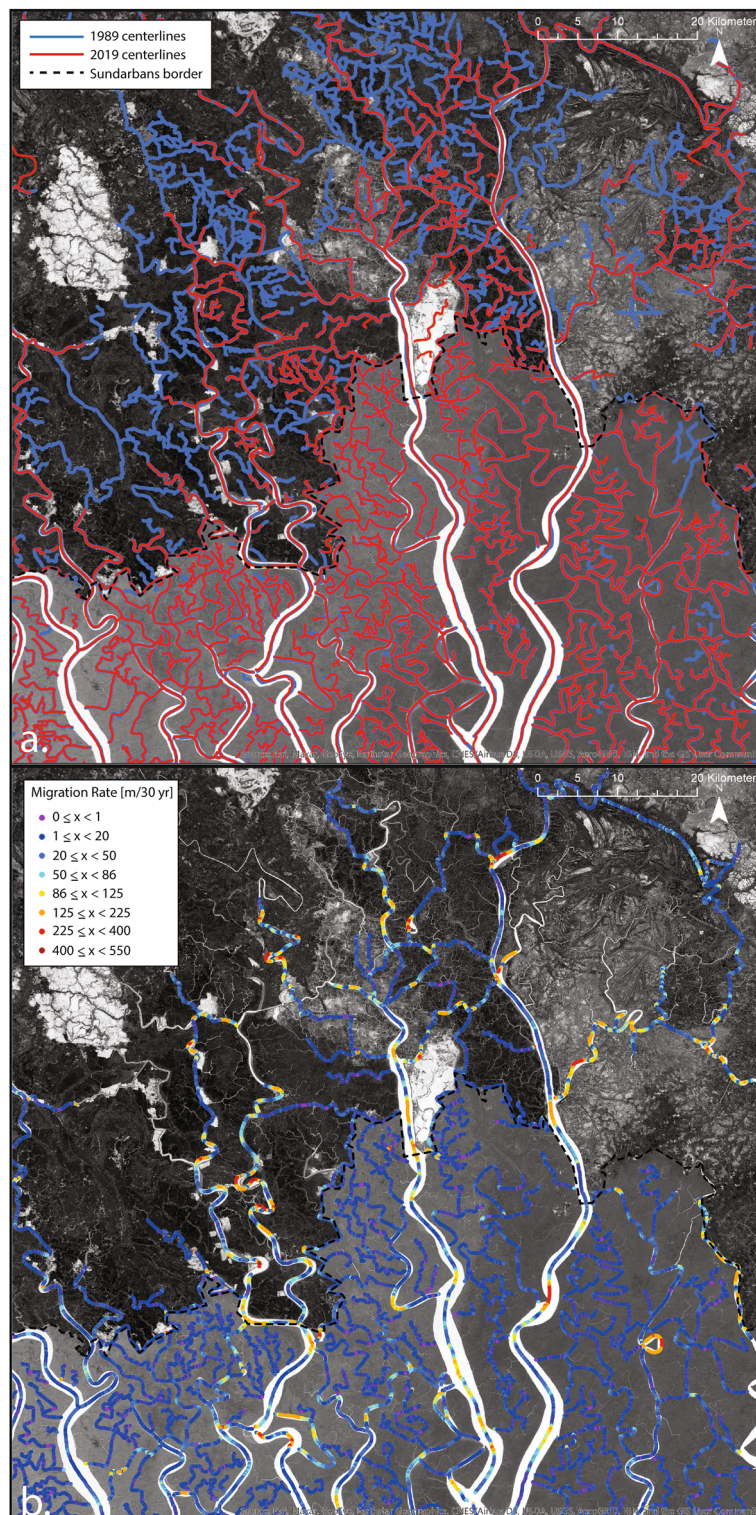 1989 centerlines
2019 centerlines
Sundarbans border
0 5 10 20 Kilometers
N
a.
Migration Rate [m/30 yr]
0 ≤ x < 1
1 ≤ x < 20
20 ≤ x < 50
50 ≤ x < 86
86 ≤ x < 125
125 ≤ x < 225
225 ≤ x < 400
400 ≤ x < 550
0 5 10 20 Kilometers
N
b.